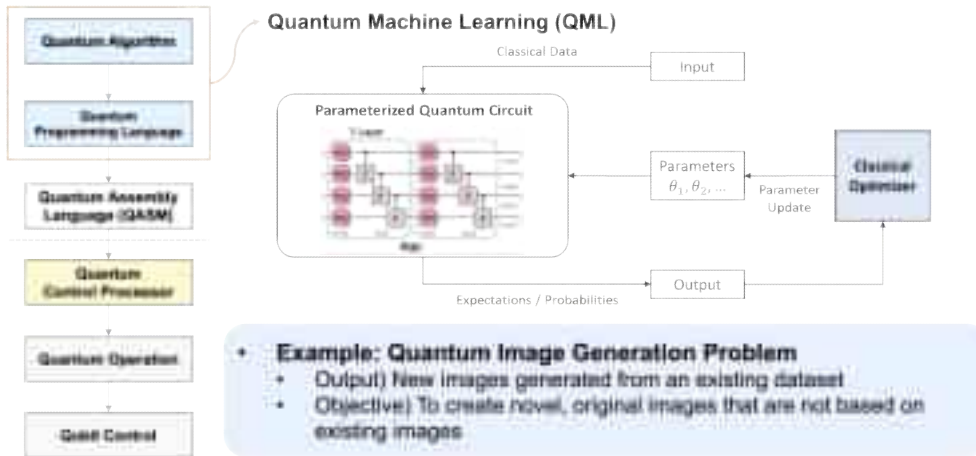 Quantum Machine Learning (QML)
Quantum Algorithm
Quantum
Programming Language
Quantum Assembly
Language (QASM)
Quantum
Control Processor
Quantum Operation
Qubit Control
Classical Data
Input
Parameterized Quantum Circuit
Parameters
θ₁, θ₂, ...
Parameter
Update
Classical
Optimizer
Output
Expectations / Probabilities
• Example: Quantum Image Generation Problem
• Output) New images generated from an existing dataset
• Objective) To create novel, original images that are not based on
existing images